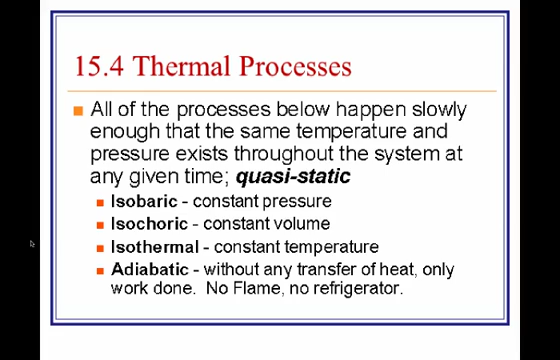 15.4 Thermal Processes
All of the processes below happen slowly
enough that the same temperature and
pressure exists throughout the system at
any given time; quasi-static
Isobaric - constant pressure
Isochoric - constant volume
Isothermal - constant temperature
Adiabatic - without any transfer of heat, only
work done. No Flame, no refrigerator.